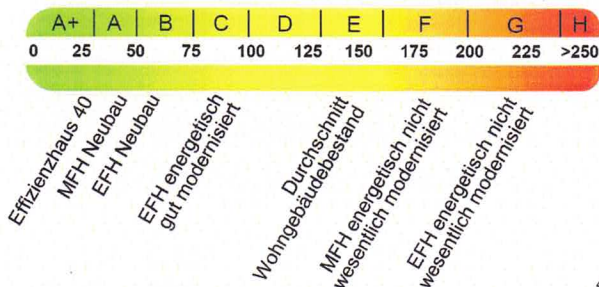 A+ A B C D E F G H
0 25 50 75 100 125 150 175 200 225 >250
Effizienzhaus 40
MFH Neubau
EFH Neubau
EFH energetisch
gut modernisiert
Durchschnitt
Wohngebäudebestand
MFH energetisch nicht
wesentlich modernisiert
EFH energetisch nicht
wesentlich modernisiert